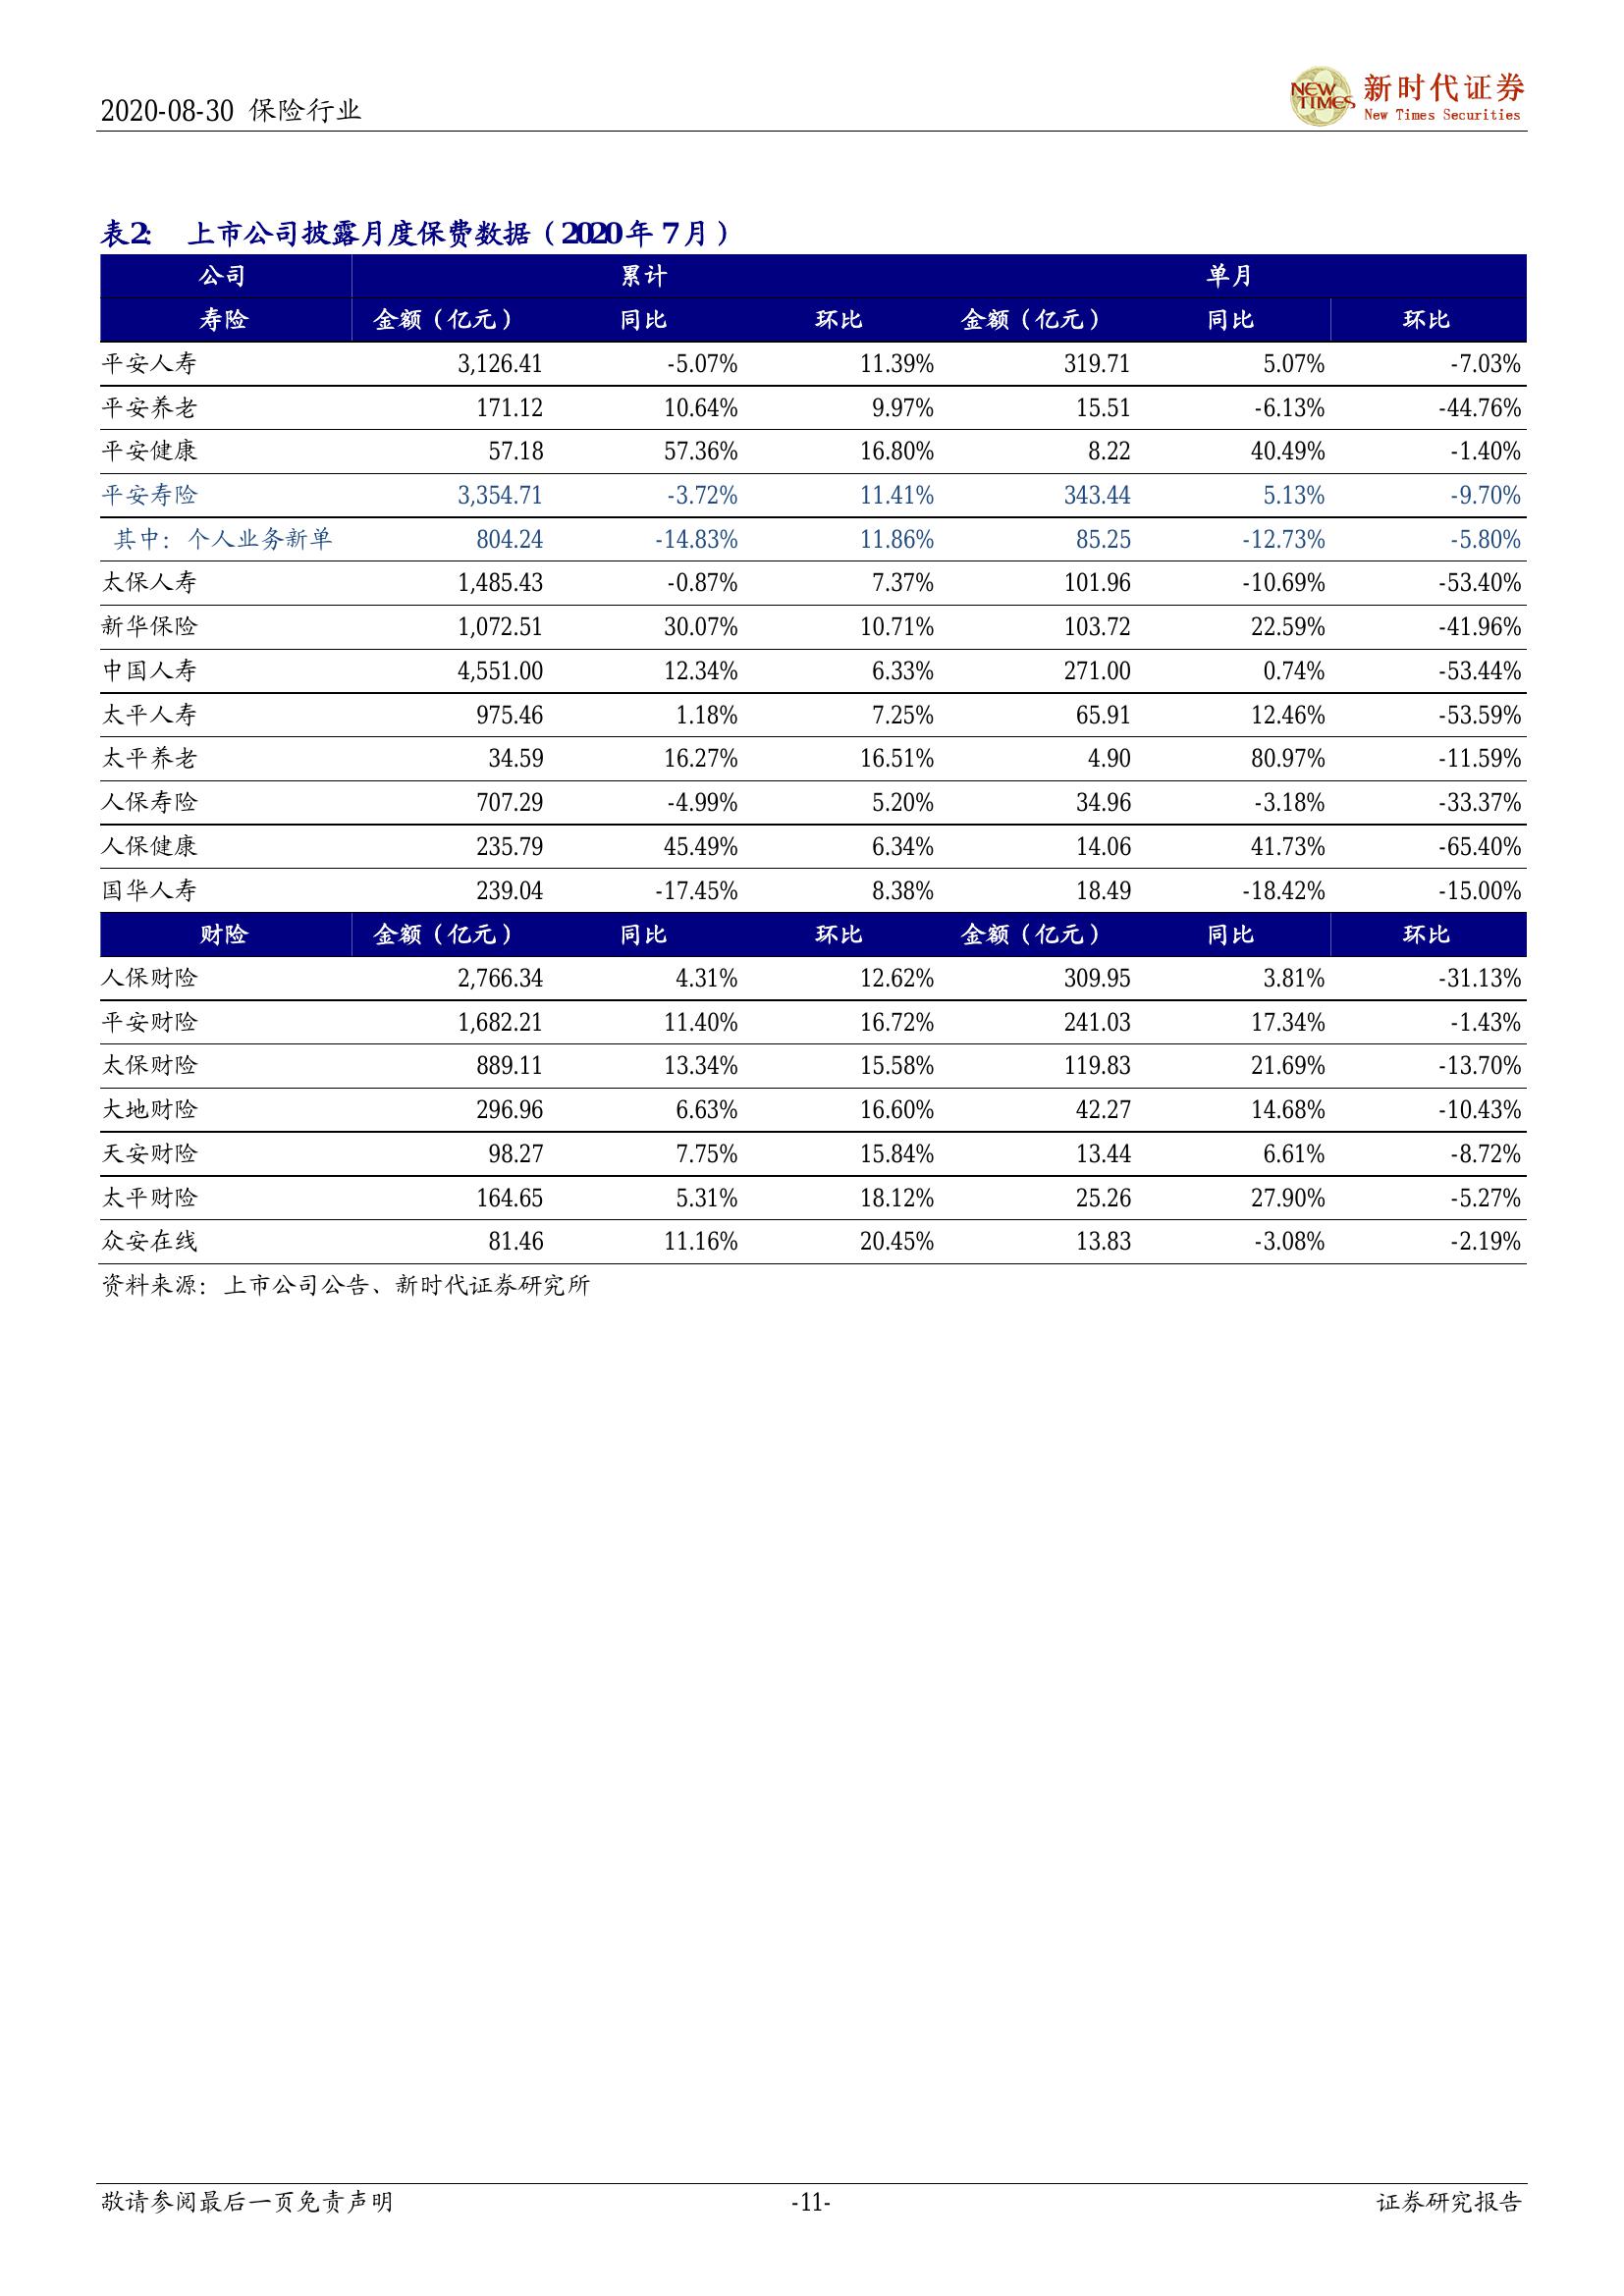 2020-08-30 保险行业
NEW TIMES 新时代证券
New Times Securities
表2: 上市公司披露月度保费数据（2020年7月）
公司 累计 单月
寿险 金额（亿元） 同比 环比 金额（亿元） 同比 环比
平安人寿 3,126.41 -5.07% 11.39% 319.71 5.07% -7.03%
平安养老 171.12 10.64% 9.97% 15.51 -6.13% -44.76%
平安健康 57.18 57.36% 16.80% 8.22 40.49% -1.40%
平安寿险 3,354.71 -3.72% 11.41% 343.44 5.13% -9.70%
其中：个人业务新单 804.24 -14.83% 11.86% 85.25 -12.73% -5.80%
太保人寿 1,485.43 -0.87% 7.37% 101.96 -10.69% -53.40%
新华保险 1,072.51 30.07% 10.71% 103.72 22.59% -41.96%
中国人寿 4,551.00 12.34% 6.33% 271.00 0.74% -53.44%
太平人寿 975.46 1.18% 7.25% 65.91 12.46% -53.59%
太平养老 34.59 16.27% 16.51% 4.90 80.97% -11.59%
人保寿险 707.29 -4.99% 5.20% 34.96 -3.18% -33.37%
人保健康 235.79 45.49% 6.34% 14.06 41.73% -65.40%
国华人寿 239.04 -17.45% 8.38% 18.49 -18.42% -15.00%
财险 金额（亿元） 同比 环比 金额（亿元） 同比 环比
人保财险 2,766.34 4.31% 12.62% 309.95 3.81% -31.13%
平安财险 1,682.21 11.40% 16.72% 241.03 17.34% -1.43%
太保财险 889.11 13.34% 15.58% 119.83 21.69% -13.70%
大地财险 296.96 6.63% 16.60% 42.27 14.68% -10.43%
天安财险 98.27 7.75% 15.84% 13.44 6.61% -8.72%
太平财险 164.65 5.31% 18.12% 25.26 27.90% -5.27%
众安在线 81.46 11.16% 20.45% 13.83 -3.08% -2.19%
资料来源：上市公司公告、新时代证券研究所
敬请参阅最后一页免责声明 -11- 证券研究报告